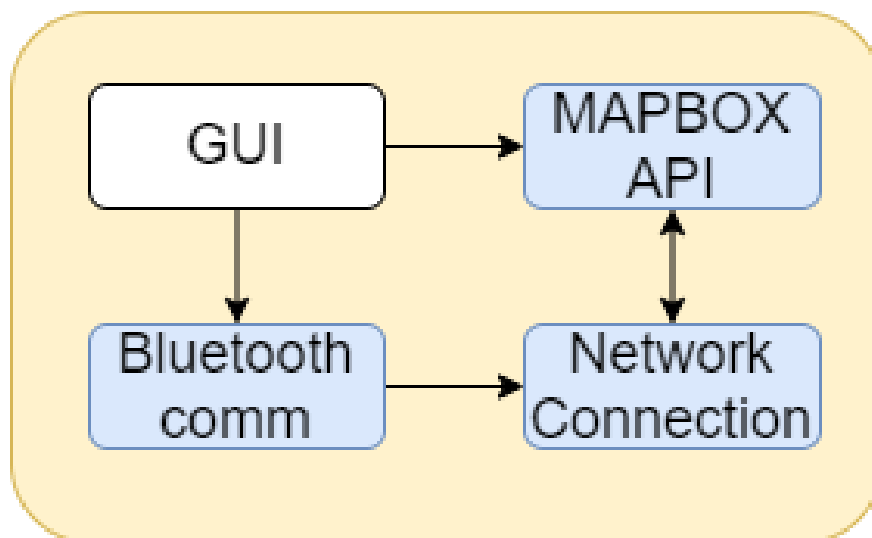 GUI
MAPBOX
API
Bluetooth
comm
Network
Connection